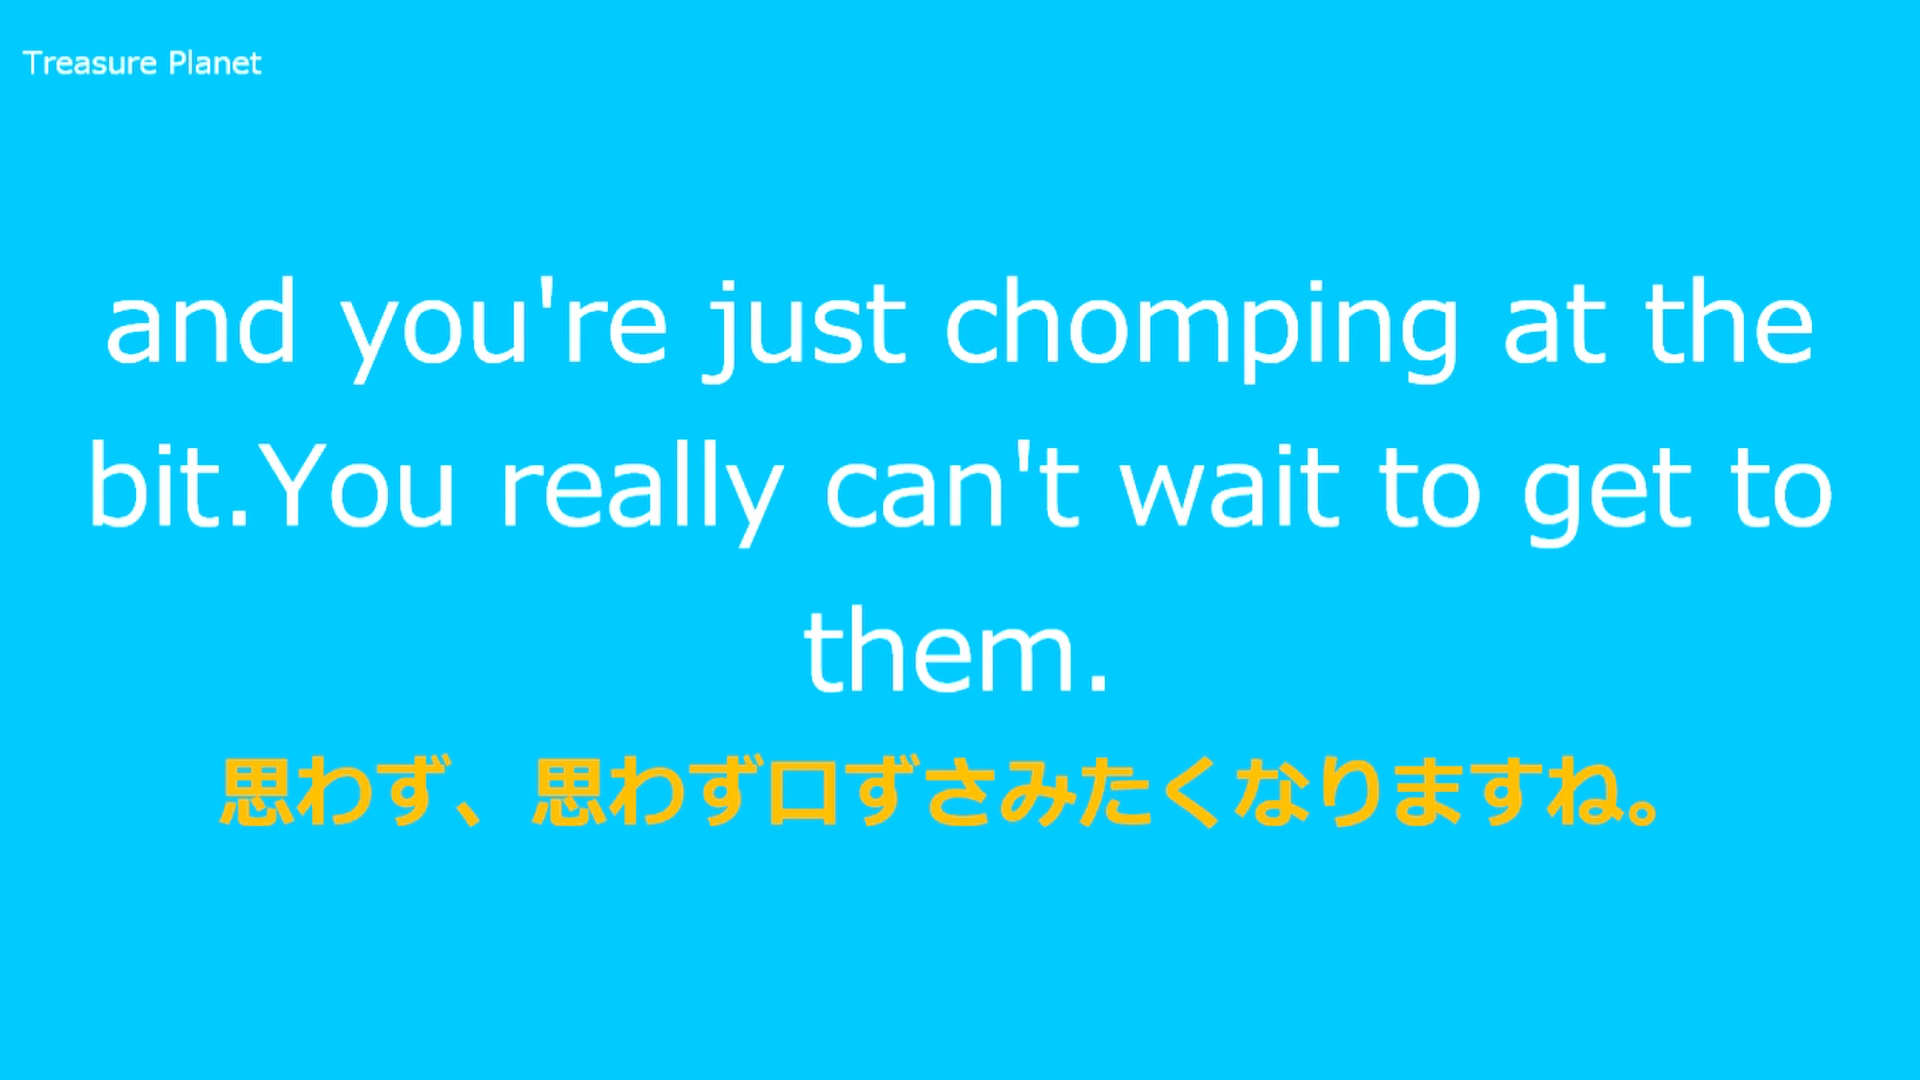 Treasure Planet
and you're just chomping at the
bit.You really can't wait to get to
them.
思わず、思わず口ずさみたくなりますね。